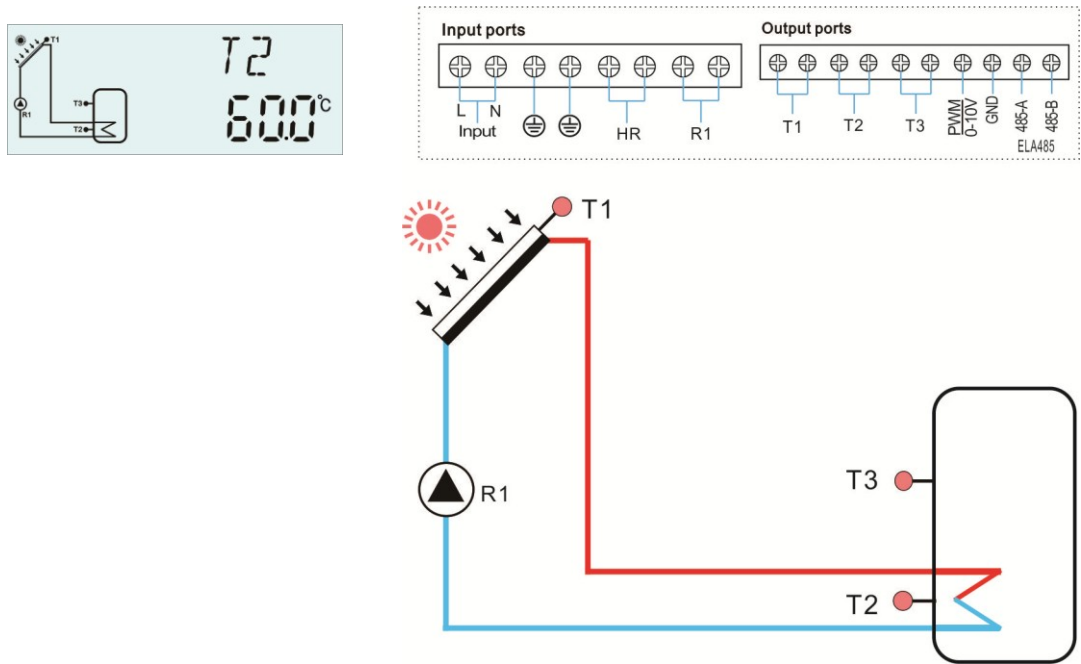 T1
T3
T2
R1
T2
60.0°C
Input ports
L N
Input
HR
R1
Output ports
T1
T2
T3
PWM
0-10V
GND
485-A
485-B
ELA485
T1
R1
T3
T2